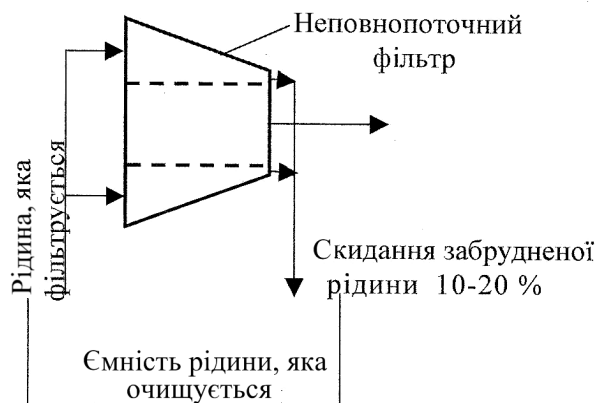 Неповнопоточний
фільтр
Рідина, яка
фільтрується
Скидання забрудненої
рідини 10-20 %
Ємність рідини, яка
очищується